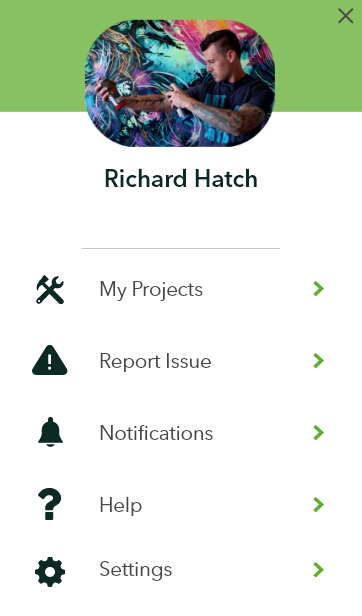 Richard Hatch
My Projects
Report Issue
Notifications
Help
Settings